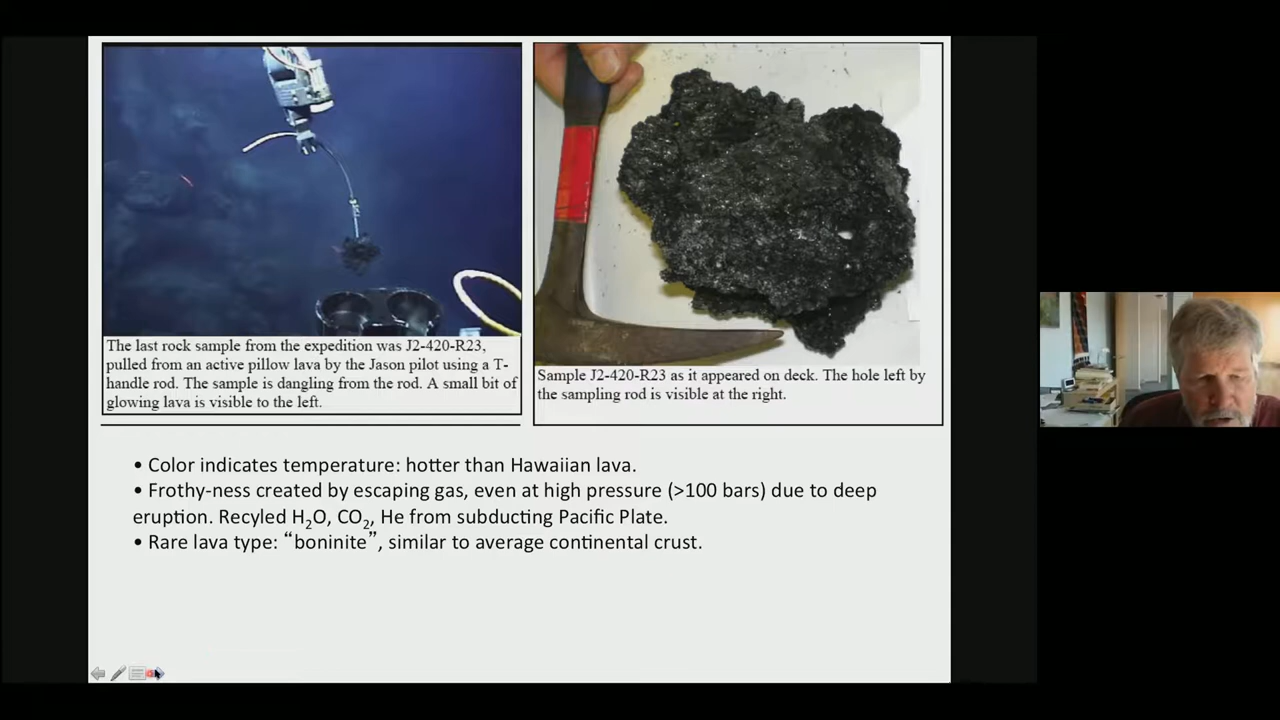 The last rock sample from the expedition was J2-420-R23,
pulled from an active pillow lava by the Jason pilot using a T-
handle rod. The sample is dangling from the rod. A small bit of
glowing lava is visible to the left.
Sample J2-420-R23 as it appeared on deck. The hole left by
the sampling rod is visible at the right.
• Color indicates temperature: hotter than Hawaiian lava.
• Frothy-ness created by escaping gas, even at high pressure (>100 bars) due to deep
eruption. Recyled H₂O, CO₂, He from subducting Pacific Plate.
• Rare lava type: “boninite”, similar to average continental crust.